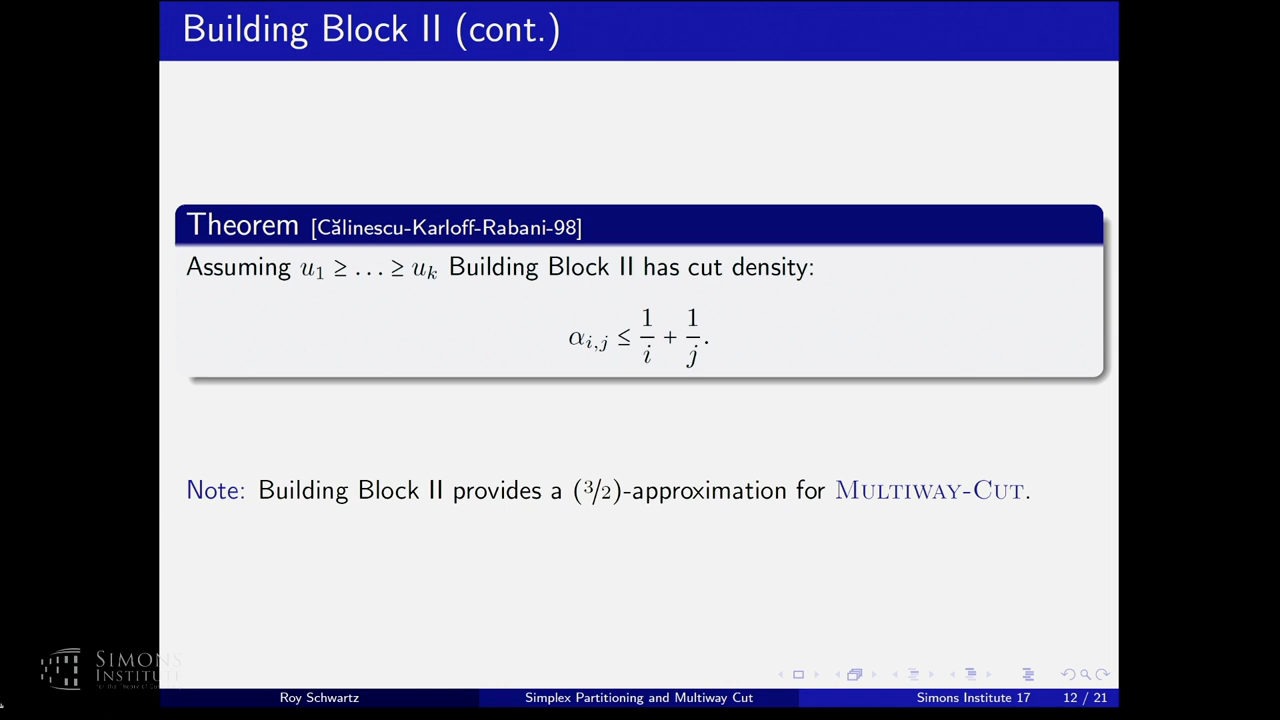 Building Block II (cont.)
Theorem [Călinescu-Karloff-Rabani-98]
Assuming u₁ ≥ … ≥ uₖ Building Block II has cut density:
αᵢ,ⱼ ≤ 1/i + 1/j.
Note: Building Block II provides a (3/2)-approximation for MULTIWAY-CUT.
SIMONS
INSTITUTE
Roy Schwartz Simplex Partitioning and Multiway Cut Simons Institute 17 12 / 21